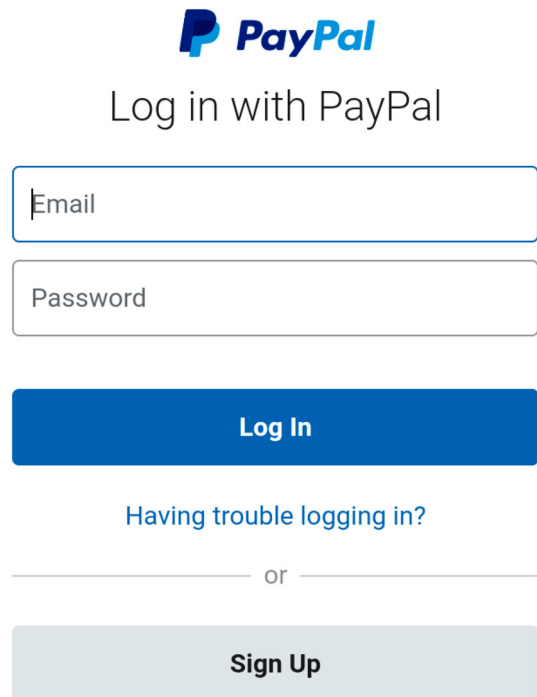 PayPal
Log in with PayPal
Email
Password
Log In
Having trouble logging in?
or
Sign Up